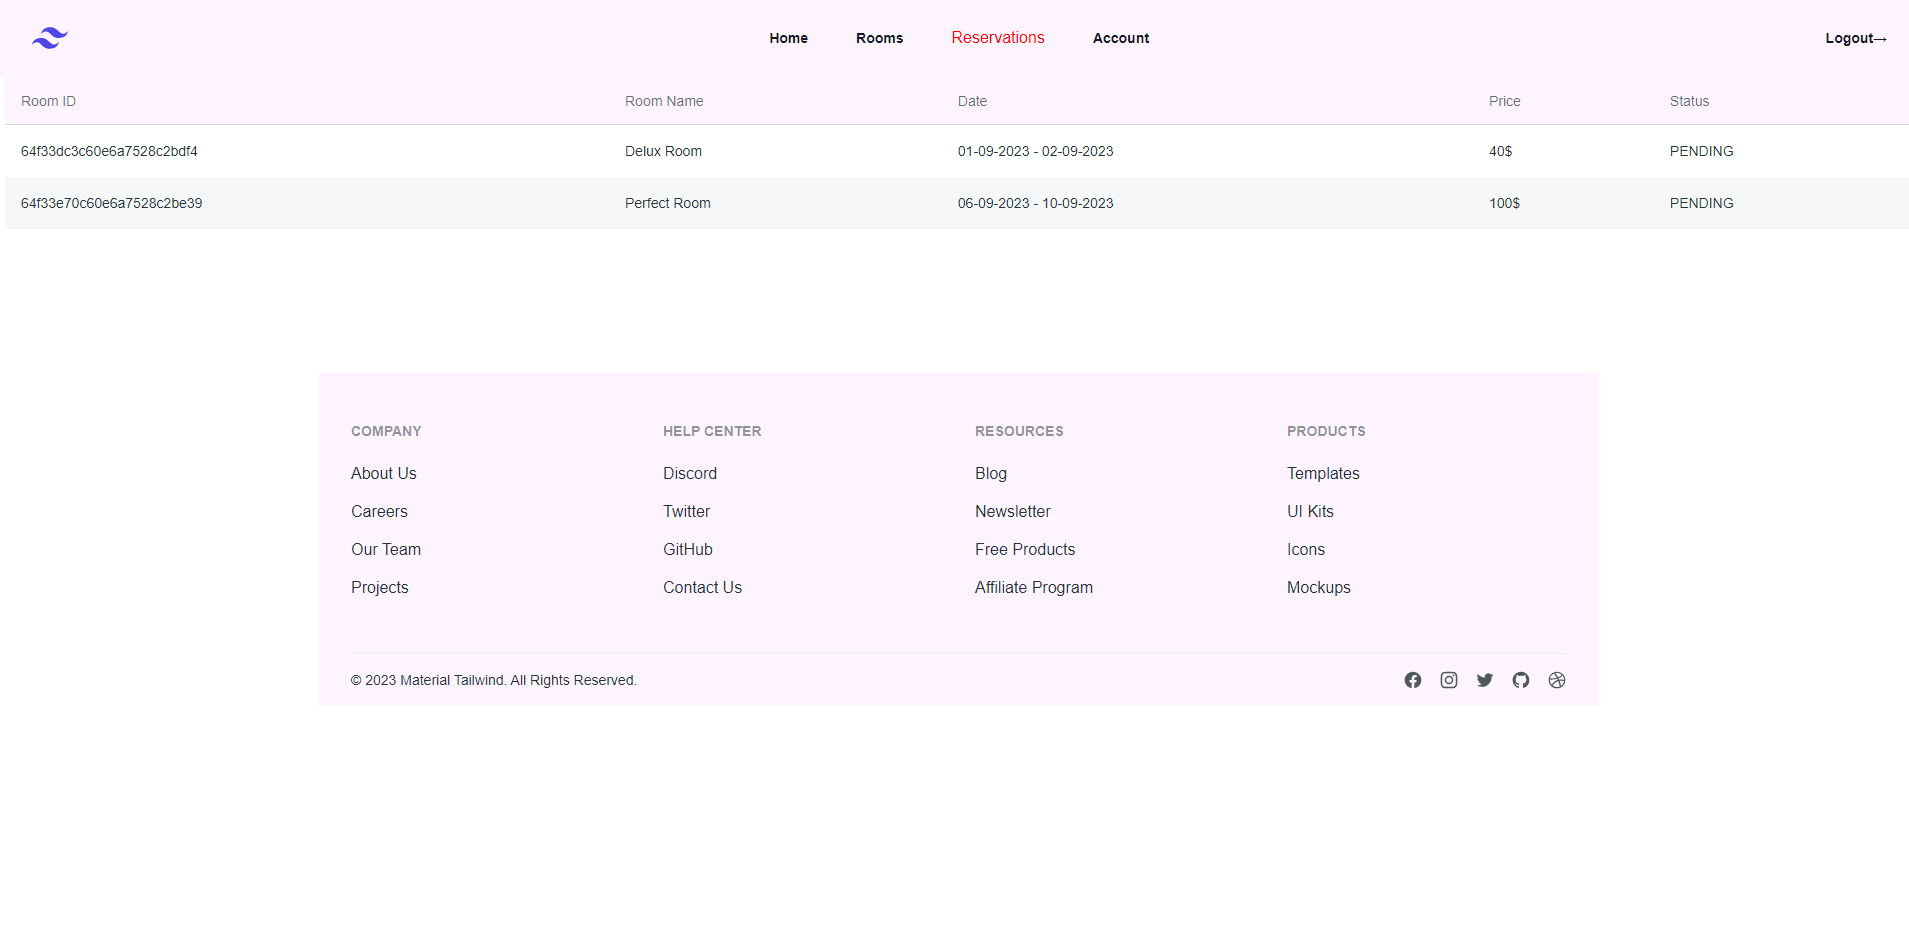 Home Rooms Reservations Account Logout→
Room ID Room Name Date Price Status
64f33dc3c60e6a7528c2bdf4 Delux Room 01-09-2023 - 02-09-2023 40$ PENDING
64f33e70c60e6a7528c2be39 Perfect Room 06-09-2023 - 10-09-2023 100$ PENDING
COMPANY HELP CENTER RESOURCES PRODUCTS
About Us Discord Blog Templates
Careers Twitter Newsletter UI Kits
Our Team GitHub Free Products Icons
Projects Contact Us Affiliate Program Mockups
© 2023 Material Tailwind. All Rights Reserved.